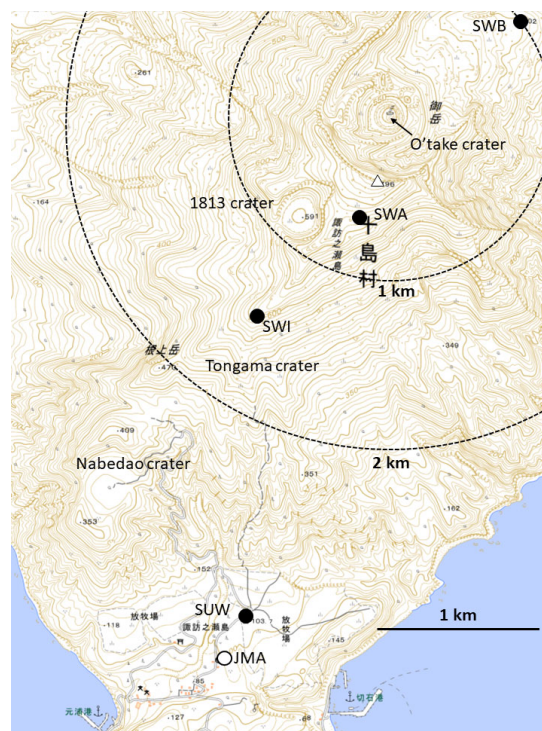 SWB
92
・261
御岳
O'take crater
96
1813 crater
・591
SWA
・164
諏訪之瀬島
十島村
1 km
SWI
・349
根上岳
Tongama crater
・409
2 km
Nabedao crater
・351
・162
・353
・152
SUW
放牧場
103.
・118
諏訪之瀬島
放牧場
1 km
・145
JMA
・85
切石港
元浦港
・127
・68